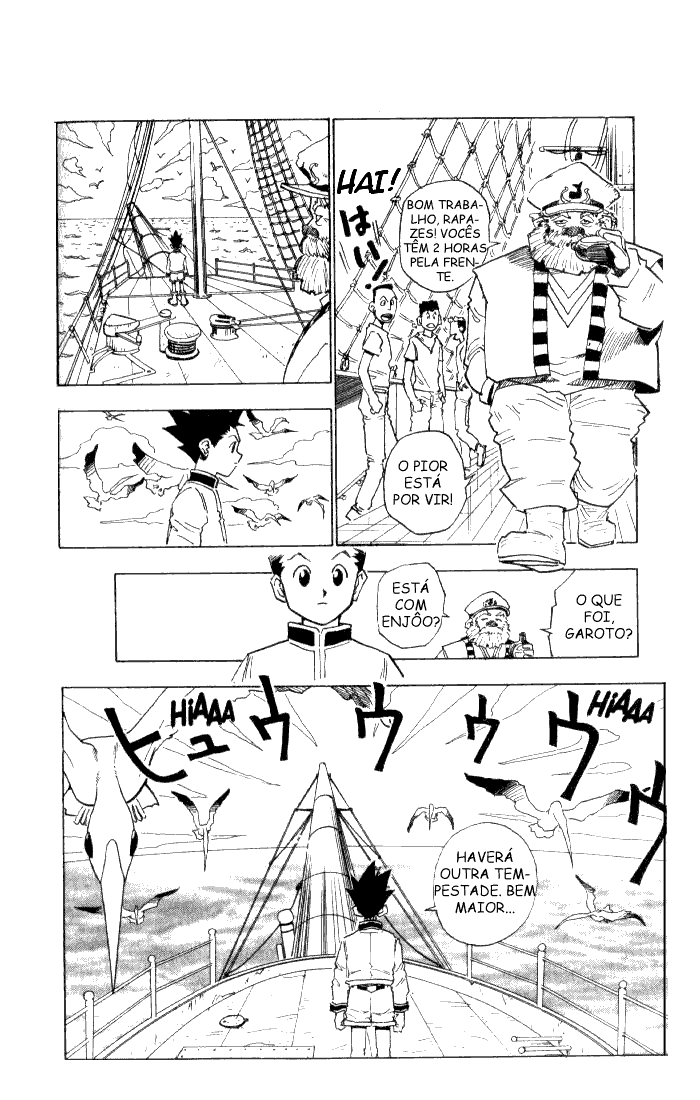 BOM TRABA-
LHO, RAPA-
ZES! VOCÊS
TÊM 2 HORAS
PELA FREN-
TE.
HAI!
はいっ!
O PIOR
ESTÁ
POR VIR!
O QUE
FOI,
GAROTO?
ESTÁ
COM
ENJÔO?
HiAAA
HiAAA
ヒュウウウウウ
HAVERÁ
OUTRA TEM-
PESTADE. BEM
MAIOR...